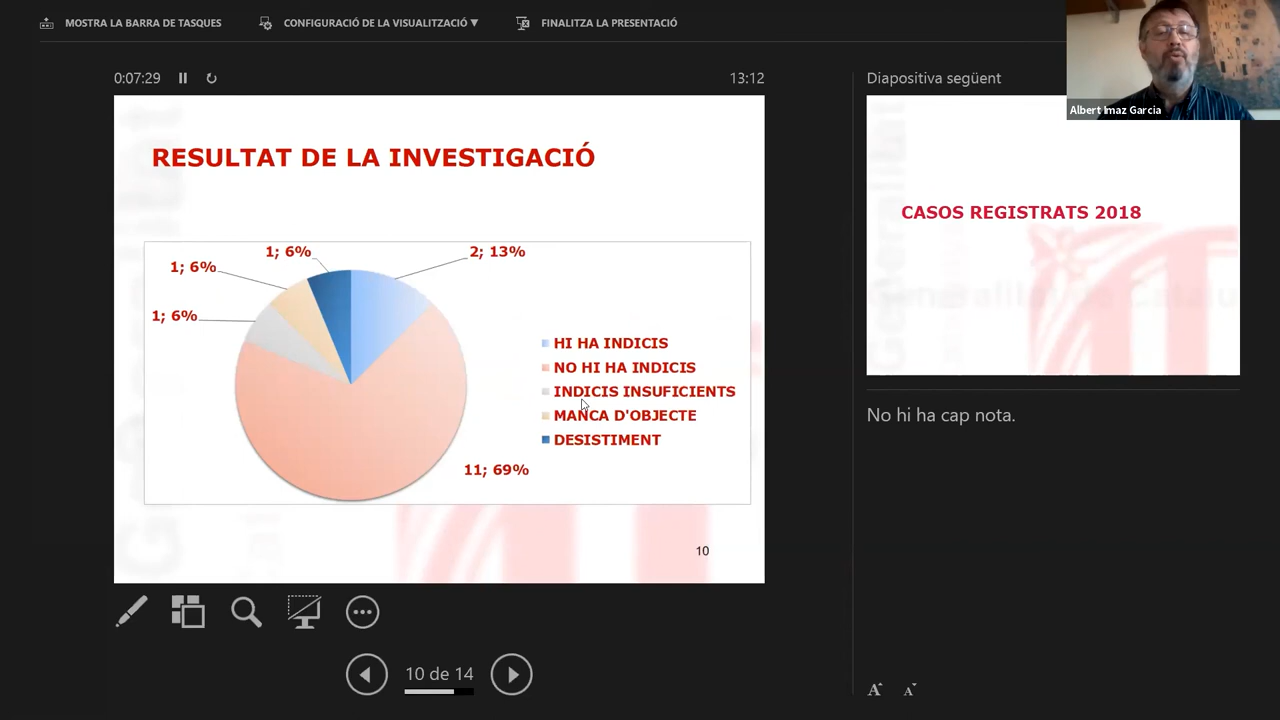 MOSTRA LA BARRA DE TASQUES
CONFIGURACIÓ DE LA VISUALITZACIÓ ▼
FINALITZA LA PRESENTACIÓ
0:07:29
13:12
Diapositiva següent
Albert Imaz Garcia
RESULTAT DE LA INVESTIGACIÓ
1; 6%
2; 13%
1; 6%
1; 6%
HI HA INDICIS
NO HI HA INDICIS
INDICIS INSUFICIENTS
MANCA D'OBJECTE
DESISTIMENT
11; 69%
10
CASOS REGISTRATS 2018
No hi ha cap nota.
10 de 14
A A